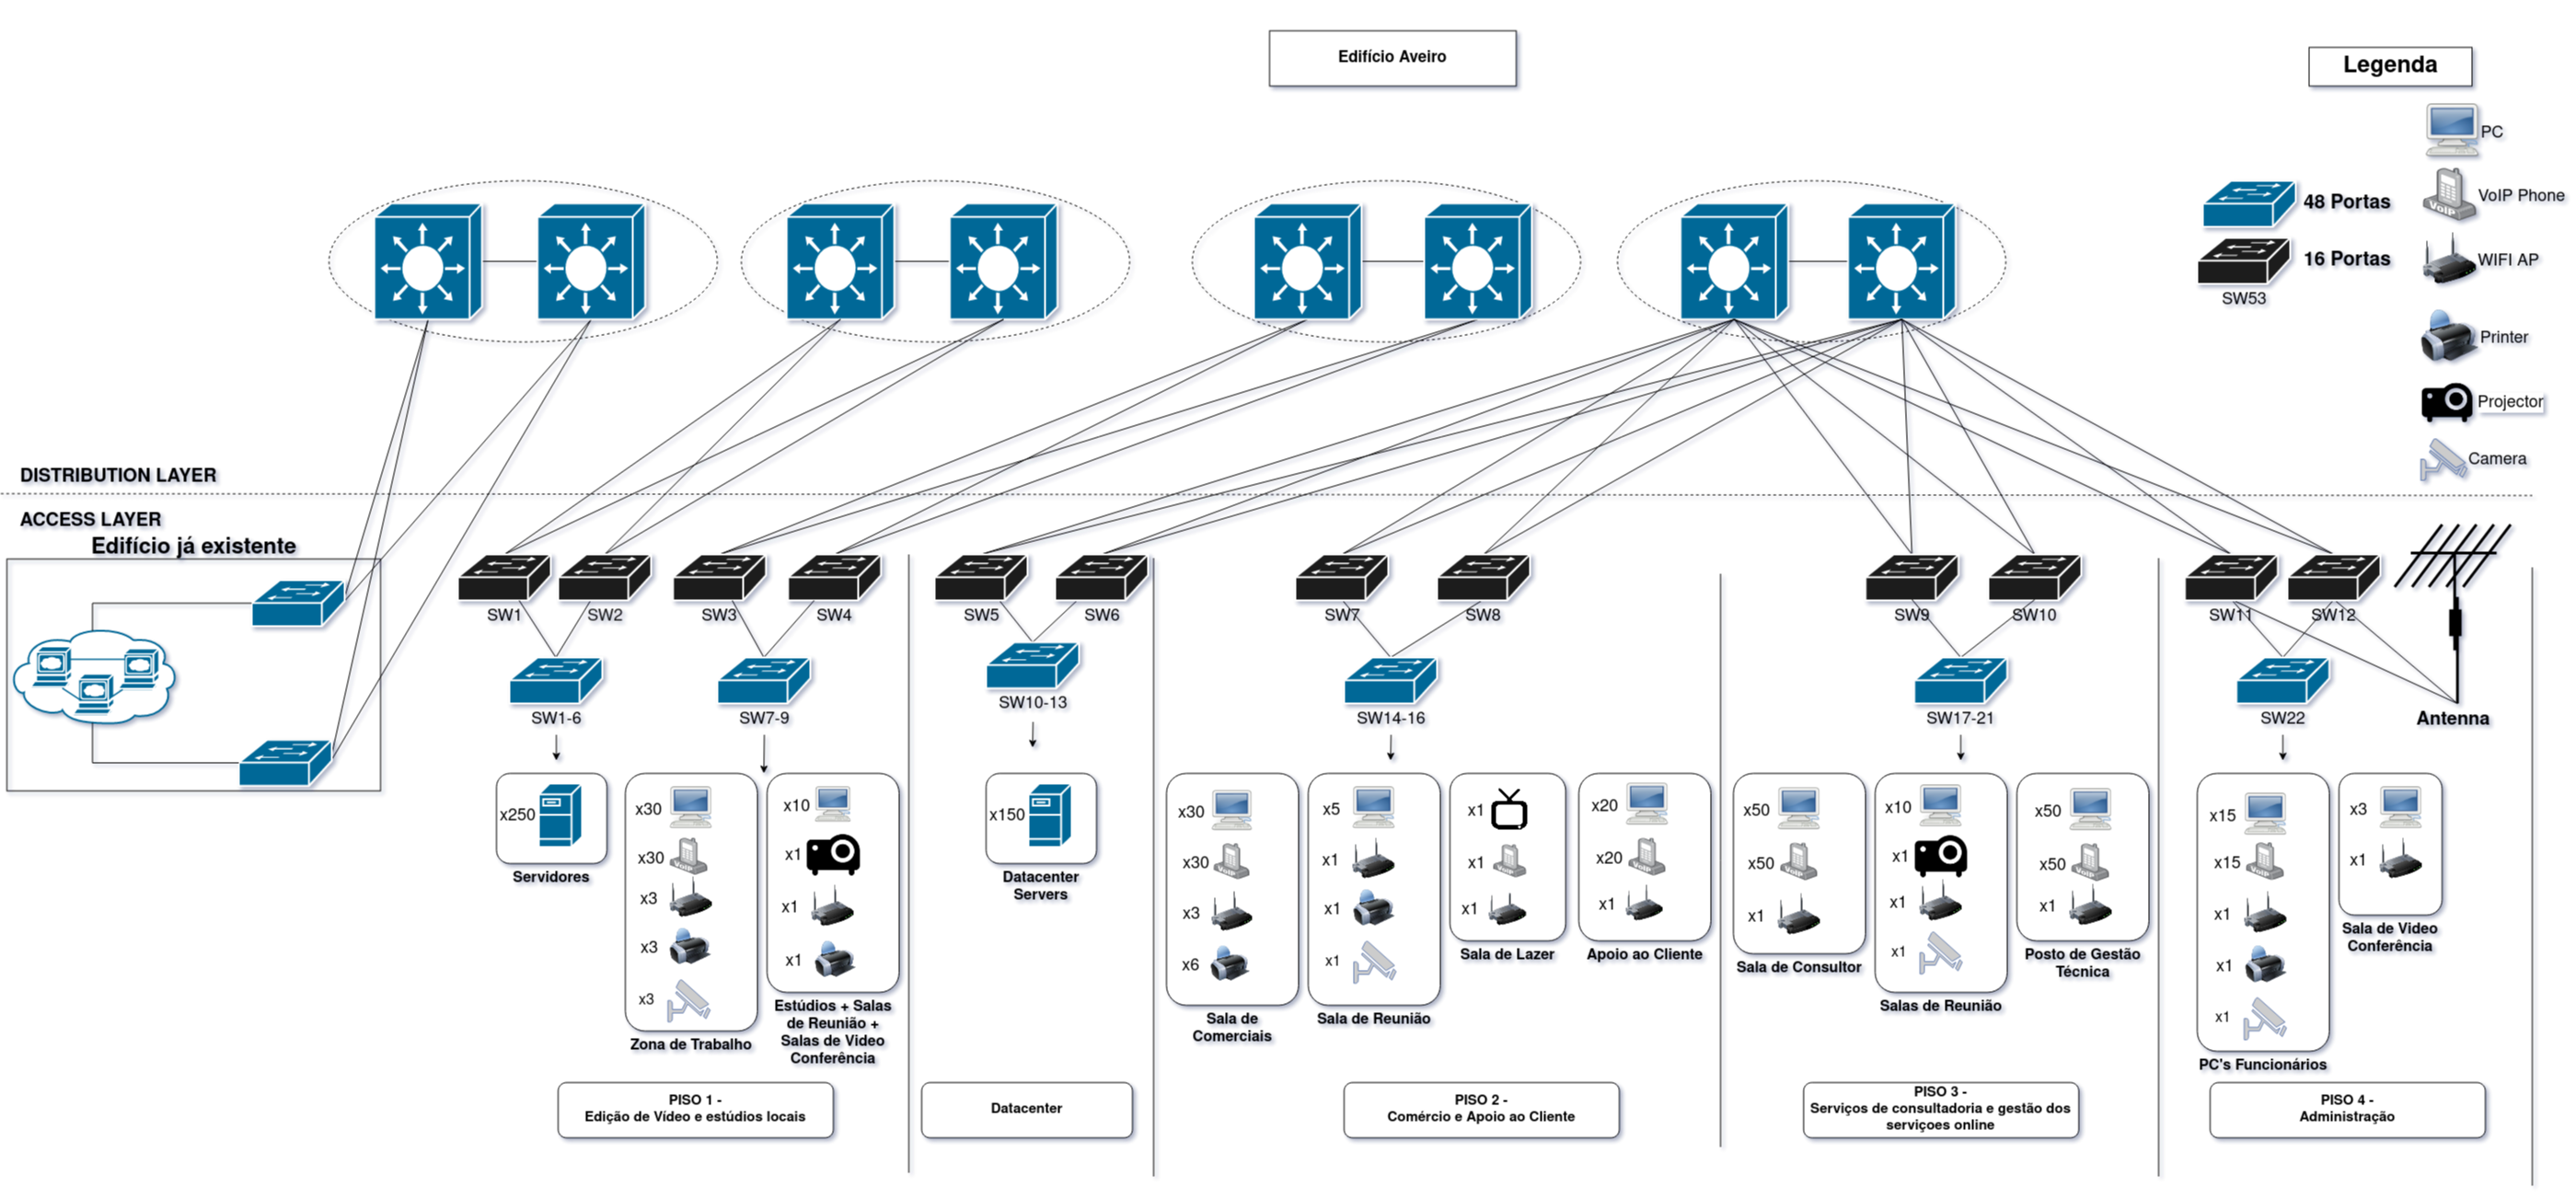 Edifício Aveiro
Legenda
PC
48 Portas
VoIP Phone
16 Portas
SW53
WIFI AP
Printer
Projector
Camera
DISTRIBUTION LAYER
ACCESS LAYER
Edifício já existente
SW1
SW2
SW3
SW4
SW5
SW6
SW7
SW8
SW9
SW10
SW11
SW12
SW1-6
SW7-9
SW10-13
SW14-16
SW17-21
SW22
Antenna
x250
Servidores
x30
x30
x3
x3
x3
Zona de Trabalho
x10
x1
x1
x1
Estúdios + Salas
de Reunião +
Salas de Video
Conferência
x150
Datacenter
Servers
x30
x30
x3
x6
Sala de
Comerciais
x5
x1
x1
x1
Sala de Reunião
x1
x1
x1
Sala de Lazer
x20
x20
x1
Apoio ao Cliente
x50
x50
x1
Sala de Consultor
x10
x1
x1
x1
Salas de Reunião
x50
x50
x1
Posto de Gestão
Técnica
x15
x15
x1
x1
x1
PC's Funcionários
x3
x1
Sala de Video
Conferência
PISO 1 -
Edição de Vídeo e estúdios locais
Datacenter
PISO 2 -
Comércio e Apoio ao Cliente
PISO 3 -
Serviços de consultadoria e gestão dos
serviçoes online
PISO 4 -
Administração